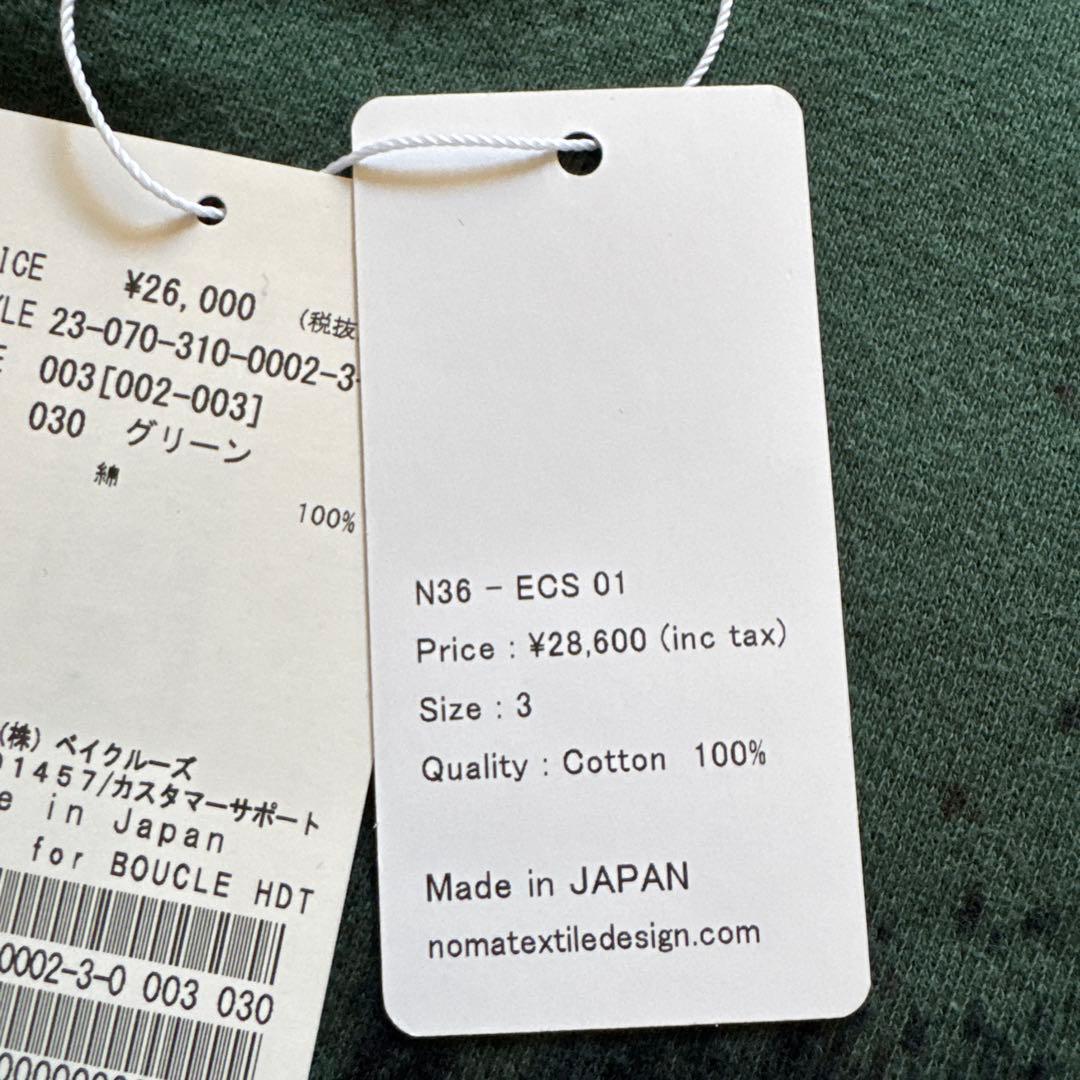 ICE ¥26,000 (税抜
LE 23-070-310-0002-3-
E 003[002-003]
030 グリーン
綿
100%
(株) ベイクルーズ
01457/カスタマーサポート
e in Japan
for BOUCLE HDT
0002-3-0 003 030
N36 - ECS 01
Price : ¥28,600 (inc tax)
Size : 3
Quality : Cotton 100%
Made in JAPAN
nomatextiledesign.com